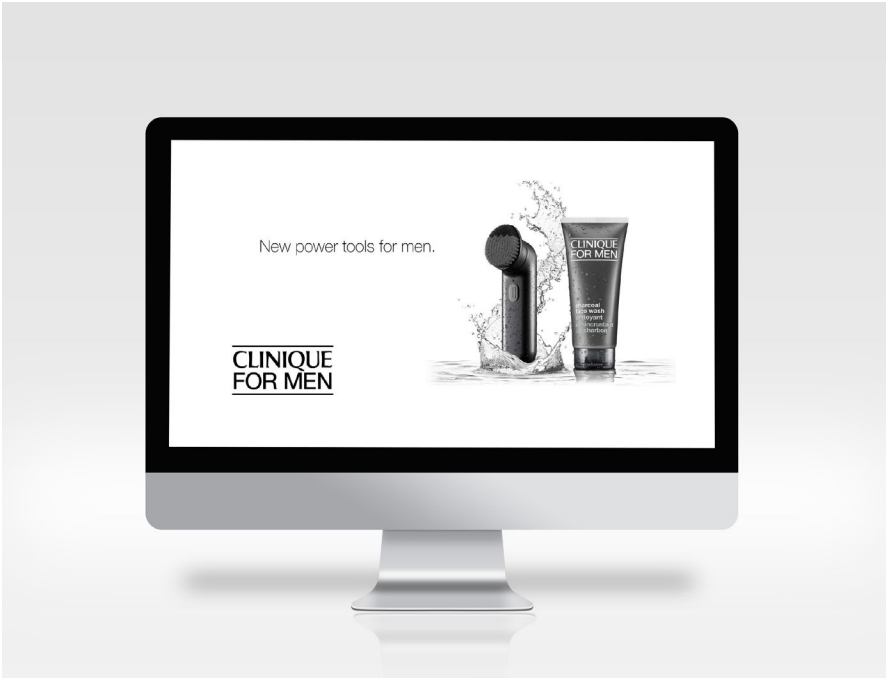 New power tools for men.
CLINIQUE
FOR MEN
CLINIQUE
FOR MEN
charcoal
face wash
nettoyant
charbon